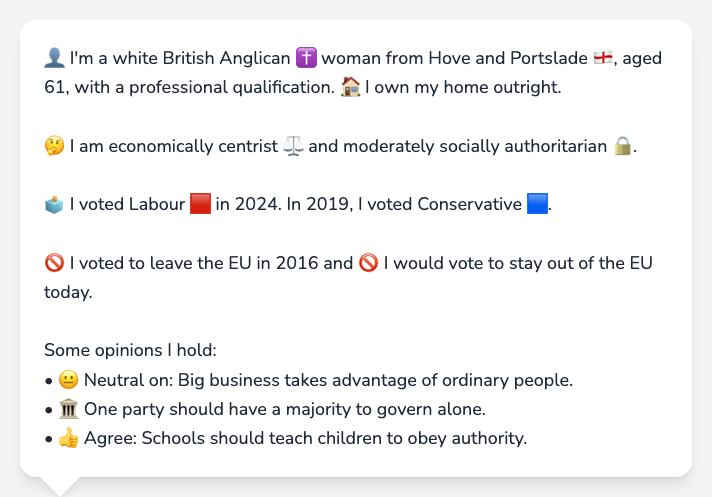 👤 I'm a white British Anglican ✝️ woman from Hove and Portslade 🏴󠁧󠁢󠁥󠁮󠁧󠁿, aged
61, with a professional qualification. 🏠 I own my home outright.
🤔 I am economically centrist ⚖️ and moderately socially authoritarian 🔒.
🗳️ I voted Labour 🟥 in 2024. In 2019, I voted Conservative 🟦.
🚫 I voted to leave the EU in 2016 and 🚫 I would vote to stay out of the EU
today.
Some opinions I hold:
• 😐 Neutral on: Big business takes advantage of ordinary people.
• 🏛️ One party should have a majority to govern alone.
• 👍 Agree: Schools should teach children to obey authority.